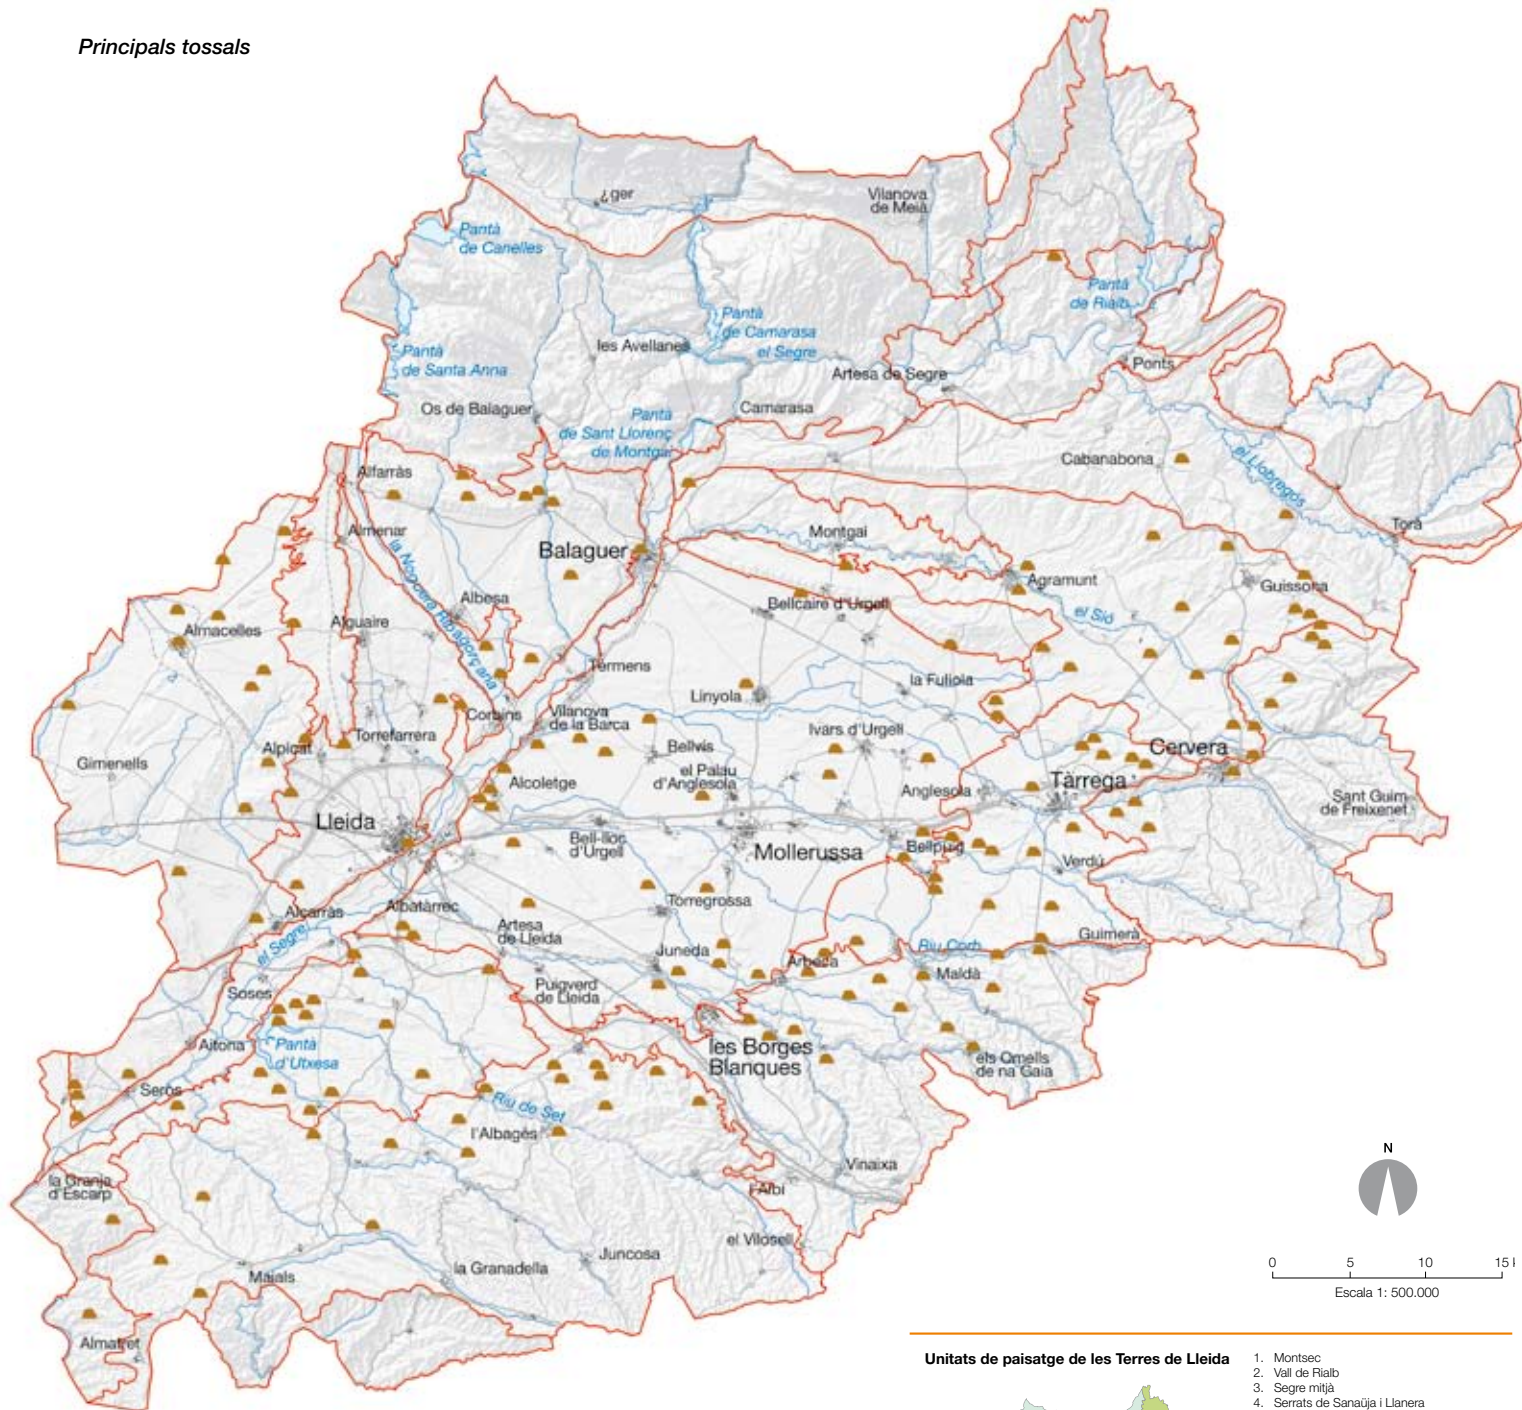 Principals tossals
¿ger
Vilanova
de Meià
Pantà
de Canelles
Pantà
de Rialb
Pantà
de Camarasa
el Segre
les Avellanes
Pantà
de Santa Anna
Artesa de Segre
Ponts
Os de Balaguer
Camarasa
Pantà
de Sant Llorenç
de Montgai
Cabanabona
el Llobregós
Alfarràs
Torà
Almenar
Montgai
Balaguer
la Noguera Ribagorçana
Agramunt
Guissona
Albesa
Bellcaire d'Urgell
el Sió
Almacelles
Alguaire
Térmens
la Fuliola
Linyola
Corbins
Vilanova
de la Barca
Torrefarrera
Ivars d'Urgell
Alpicat
Bellvís
Cervera
Gimenells
el Palau
d'Anglesola
Tàrrega
Alcoletge
Anglesola
Sant Guim
de Freixenet
Lleida
Bell-lloc
d'Urgell
Mollerussa
Bellpuig
Verdú
Torregrossa
Alcarràs
Albatàrrec
Artesa
de Lleida
el Segre
Guimerà
Riu Corb
Juneda
Arbeca
Maldà
Soses
Puigverd
de Lleida
Aitona
Pantà
d'Utxesa
les Borges
Blanques
els Omells
de na Gaia
Seròs
Riu de Set
l'Albagés
Vinaixa
la Granja
d'Escarp
l'Albi
el Vilosell
Juncosa
la Granadella
Maials
Almatret
N
0 5 10 15
Escala 1: 500.000
Unitats de paisatge de les Terres de Lleida
1. Montsec
2. Vall de Rialb
3. Segre mitjà
4. Serrats de Sanaüja i Llanera